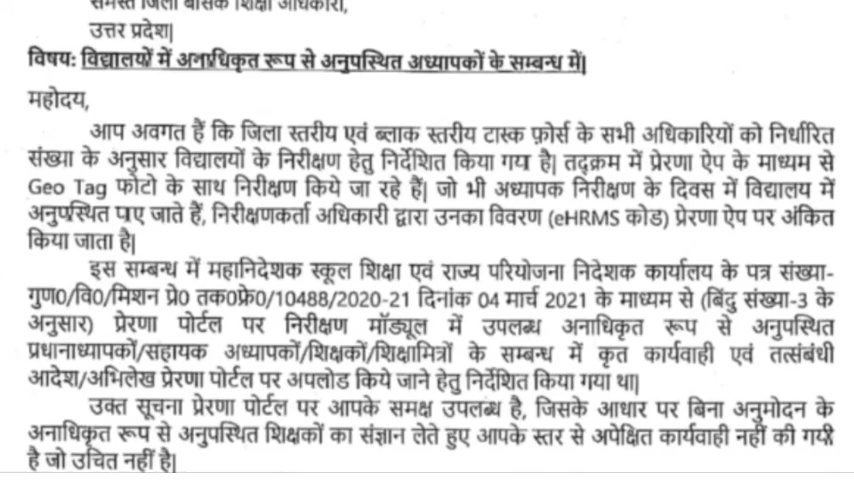 समस्त जिला बेसिक शिक्षा अधिकारी,
उत्तर प्रदेश|
विषय: विद्यालयों में अनाधिकृत रूप से अनुपस्थित अध्यापकों के सम्बन्ध में|
महोदय,
आप अवगत हैं कि जिला स्तरीय एवं ब्लाक स्तरीय टास्क फ़ोर्स के सभी अधिकारियों को निर्धारित
संख्या के अनुसार विद्यालयों के निरीक्षण हेतु निर्देशित किया गया है| तद्क्रम में प्रेरणा ऐप के माध्यम से
Geo Tag फोटो के साथ निरीक्षण किये जा रहे हैं| जो भी अध्यापक निरीक्षण के दिवस में विद्यालय में
अनुपस्थित पाए जाते हैं, निरीक्षणकर्ता अधिकारी द्वारा उनका विवरण (eHRMS कोड) प्रेरणा ऐप पर अंकित
किया जाता है|
इस सम्बन्ध में महानिदेशक स्कूल शिक्षा एवं राज्य परियोजना निदेशक कार्यालय के पत्र संख्या-
गुण0/वि0/मिशन प्रे0 तक0फ्रे0/10488/2020-21 दिनांक 04 मार्च 2021 के माध्यम से (बिंदु संख्या-3 के
अनुसार) प्रेरणा पोर्टल पर निरीक्षण मॉड्यूल में उपलब्ध अनाधिकृत रूप से अनुपस्थित
प्रधानाध्यापकों/सहायक अध्यापकों/शिक्षकों/शिक्षामित्रों के सम्बन्ध में कृत कार्यवाही एवं तत्संबंधी
आदेश/अभिलेख प्रेरणा पोर्टल पर अपलोड किये जाने हेतु निर्देशित किया गया था|
उक्त सूचना प्रेरणा पोर्टल पर आपके समक्ष उपलब्ध है, जिसके आधार पर बिना अनुमोदन के
अनाधिकृत रूप से अनुपस्थित शिक्षकों का संज्ञान लेते हुए आपके स्तर से अपेक्षित कार्यवाही नहीं की गयी
है जो उचित नहीं है|